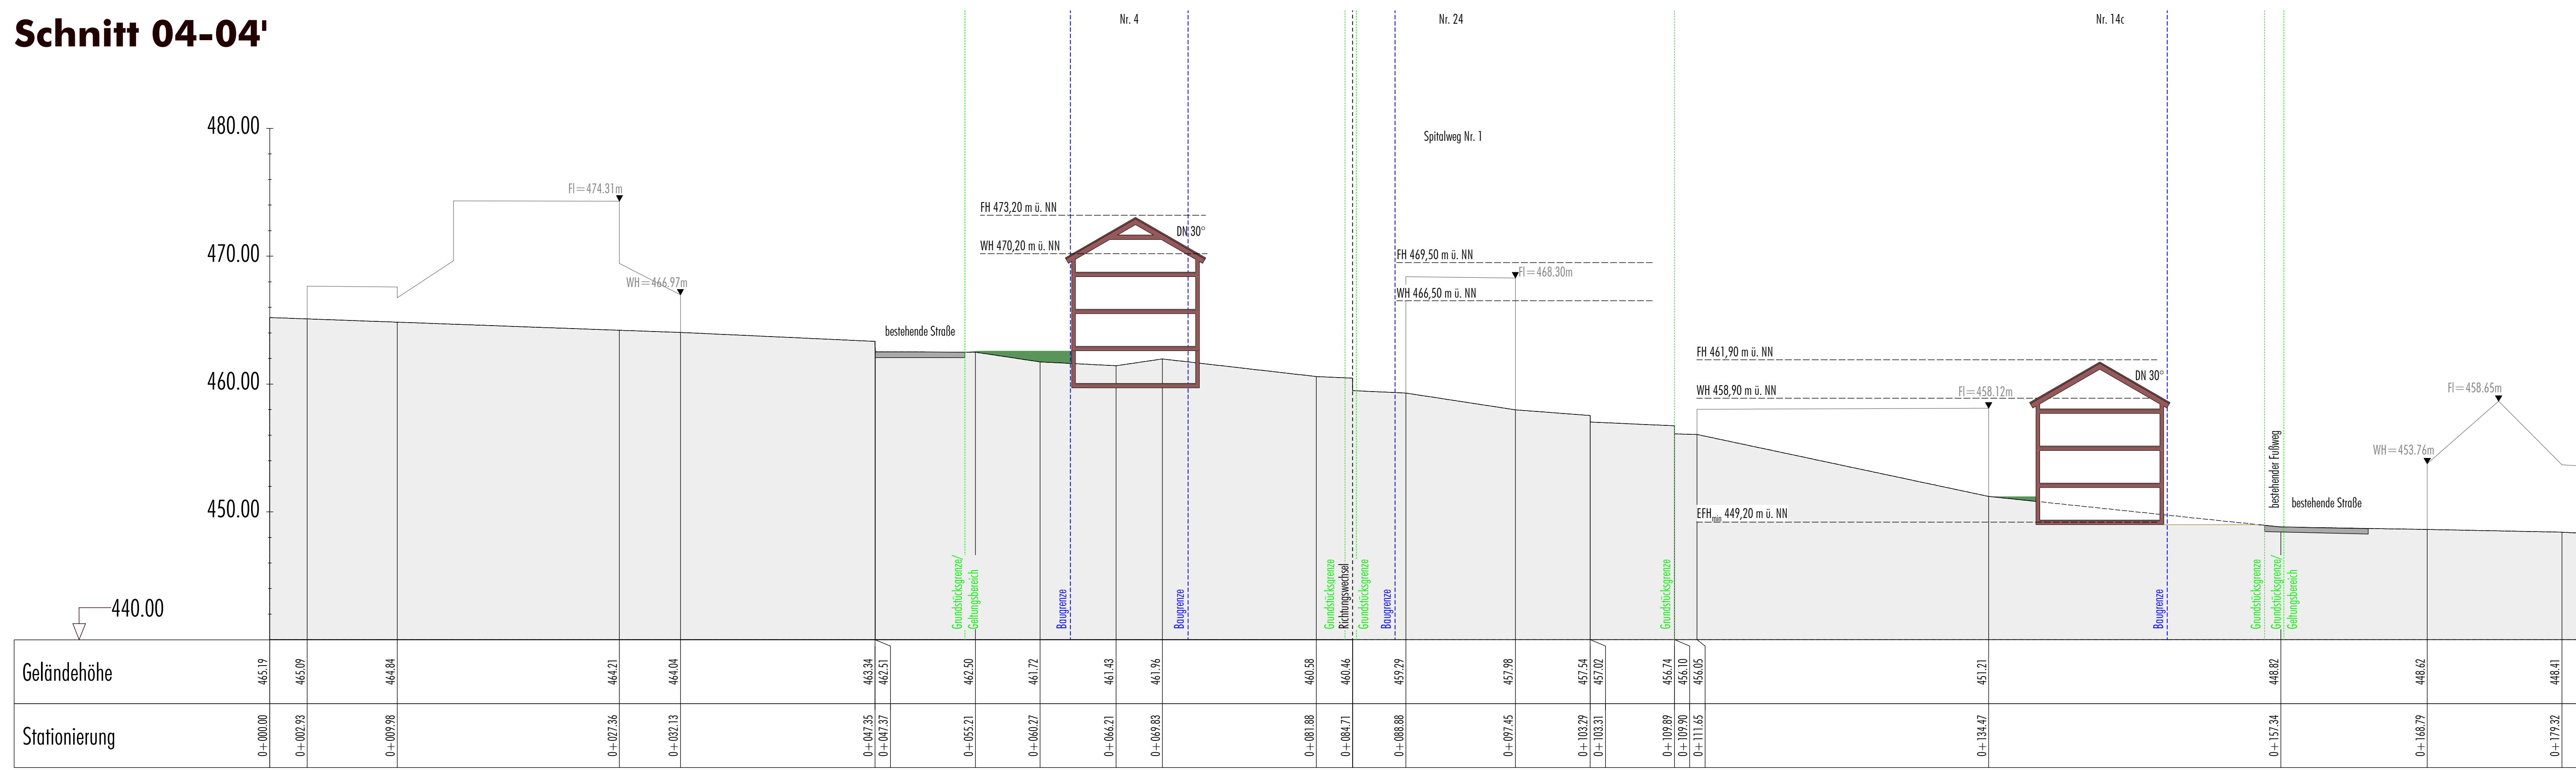 Schnitt 04-04'
Nr. 4
Nr. 24
Nr. 14c
480.00
470.00
460.00
450.00
440.00
Spitalweg Nr. 1
Fl=474.31m
WH=466.97m
bestehende Straße
FH 473,20 m ü. NN
WH 470,20 m ü. NN
DN 30°
FH 469,50 m ü. NN
Fl=468.30m
WH 466,50 m ü. NN
FH 461,90 m ü. NN
WH 458,90 m ü. NN
Fl=458.12m
DN 30°
EFHmin 449,20 m ü. NN
bestehender Fußweg
bestehende Straße
WH=453.76m
Fl=458.65m
Grundstücksgrenze/
Geltungsbereich
Baugrenze
Baugrenze
Grundstücksgrenze
Richtungswechsel
Grundstücksgrenze
Baugrenze
Grundstücksgrenze
Baugrenze
Grundstücksgrenze
Grundstücksgrenze/
Geltungsbereich
Geländehöhe
465.19 465.09 464.84 464.21 464.04 463.34 462.51 462.50 461.72 461.43 461.96 460.58 460.46 459.29 457.98 457.54 457.02 456.74 456.10 456.05 451.21 448.82 448.62 448.41
Stationierung
0+000.00 0+002.93 0+009.98 0+027.36 0+032.13 0+047.35 0+047.37 0+055.21 0+060.27 0+066.21 0+069.83 0+081.88 0+084.71 0+088.88 0+097.45 0+103.29 0+103.31 0+109.89 0+109.90 0+111.65 0+134.47 0+157.34 0+168.79 0+179.32